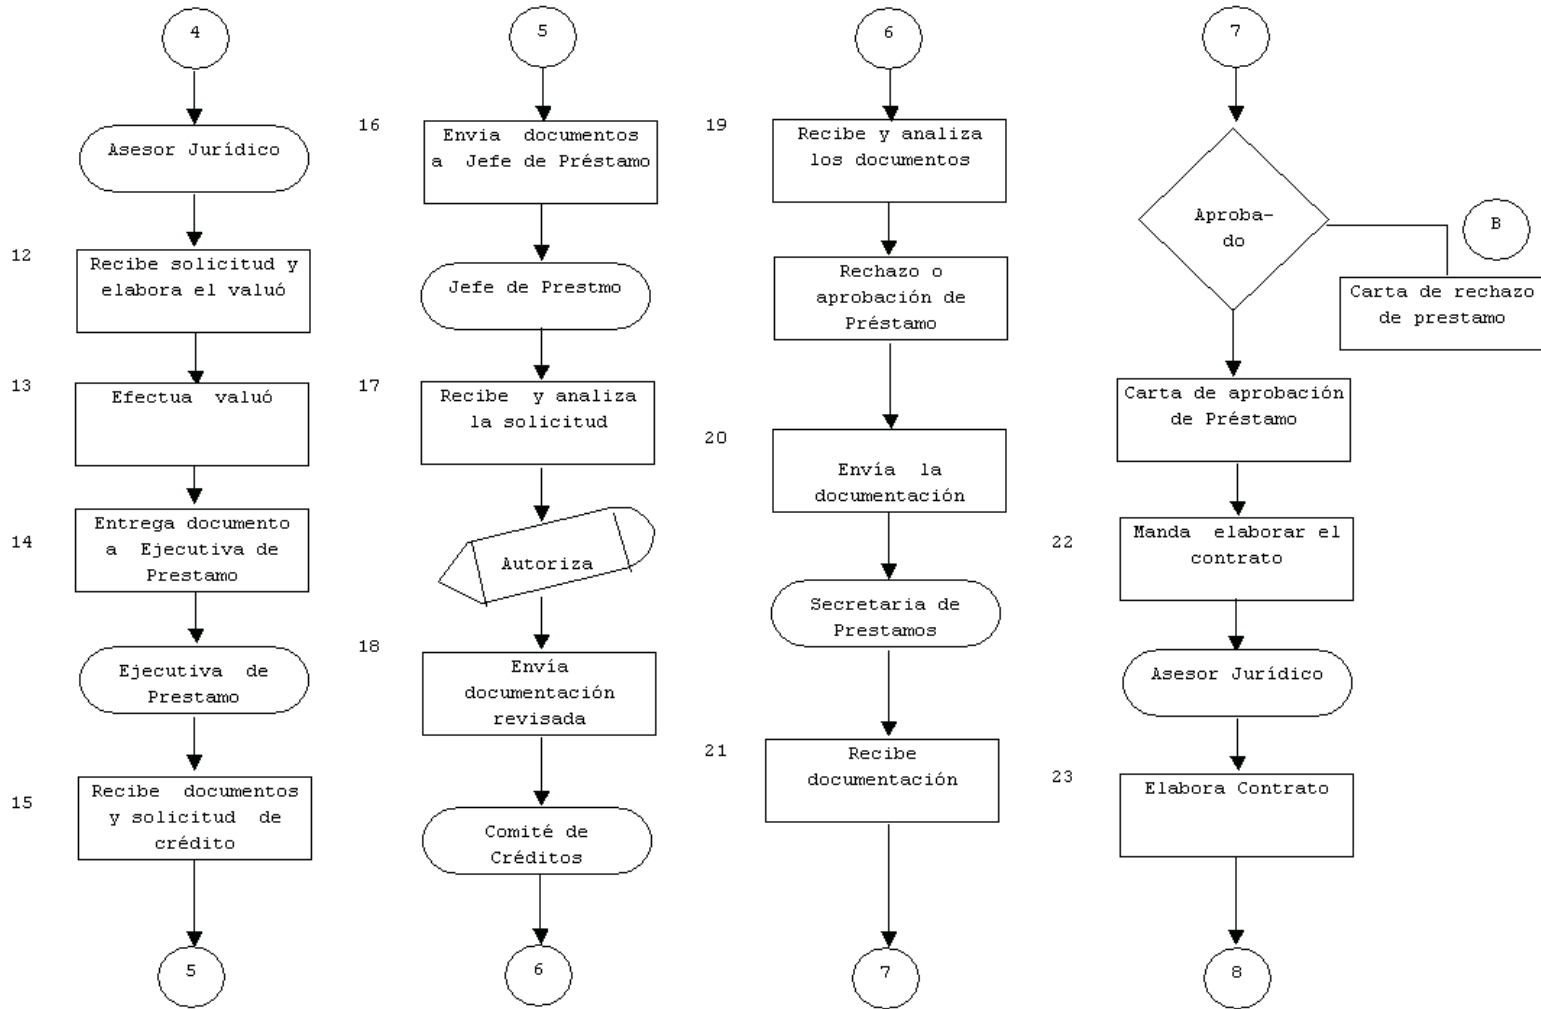 4
Asesor Jurídico
12
Recibe solicitud y
elabora el valuó
13
Efectua valuó
14
Entrega documento
a Ejecutiva de
Prestamo
Ejecutiva de
Prestamo
15
Recibe documentos
y solicitud de
crédito
5
5
16
Envia documentos
a Jefe de Préstamo
Jefe de Prestmo
17
Recibe y analiza
la solicitud
Autoriza
18
Envía
documentación
revisada
Comité de
Créditos
6
6
19
Recibe y analiza
los documentos
Rechazo o
aprobación de
Préstamo
20
Envía la
documentación
Secretaria de
Prestamos
21
Recibe
documentación
7
7
Aproba-
do
B
Carta de rechazo
de prestamo
Carta de aprobación
de Préstamo
22
Manda elaborar el
contrato
Asesor Jurídico
23
Elabora Contrato
8